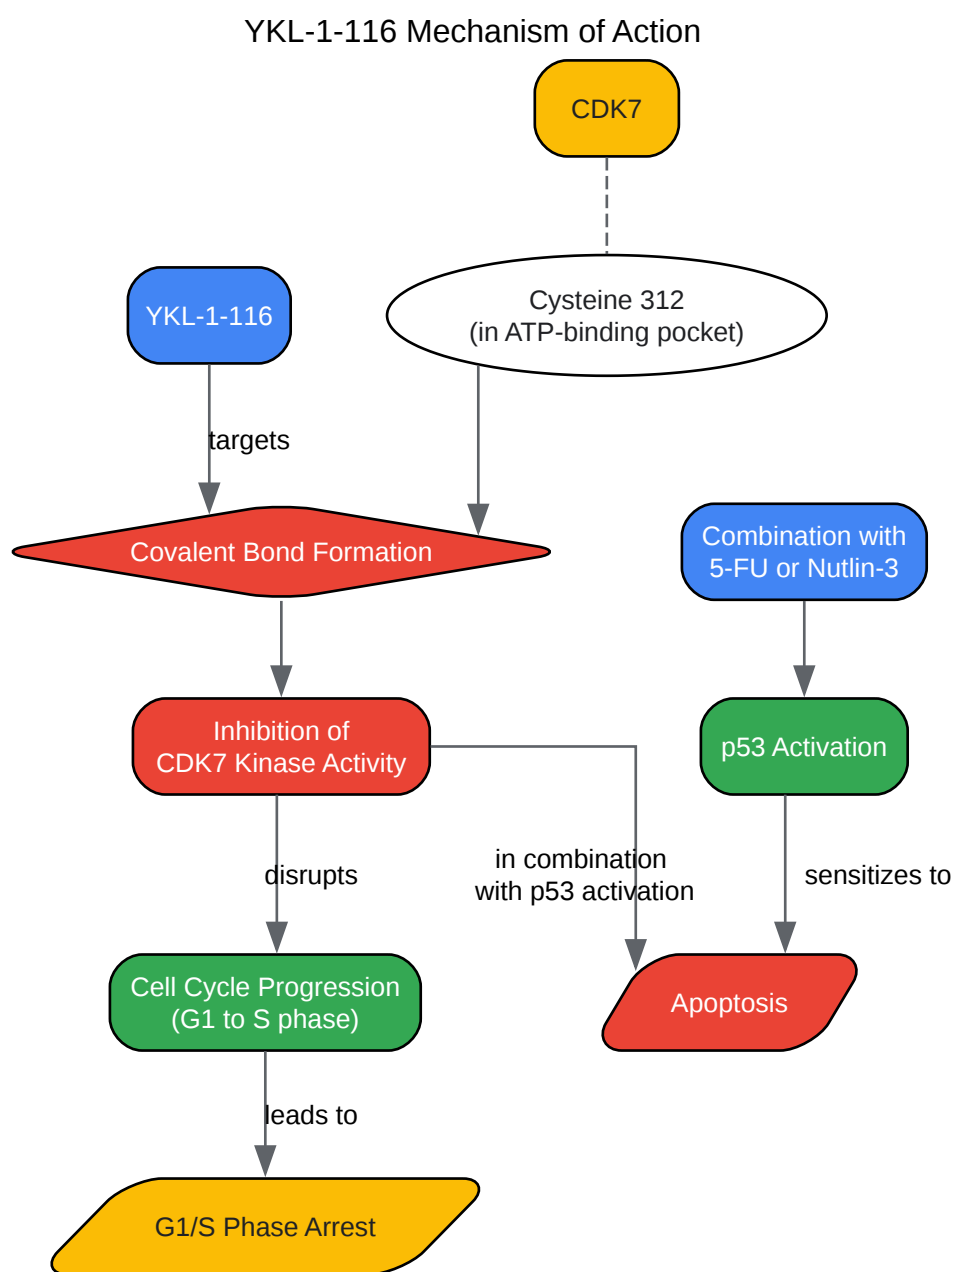 YKL-1-116 Mechanism of Action
CDK7
Cysteine 312
(in ATP-binding pocket)
YKL-1-116
targets
Covalent Bond Formation
Combination with
5-FU or Nutlin-3
Inhibition of
CDK7 Kinase Activity
p53 Activation
disrupts
in combination
with p53 activation
sensitizes to
Cell Cycle Progression
(G1 to S phase)
Apoptosis
leads to
G1/S Phase Arrest